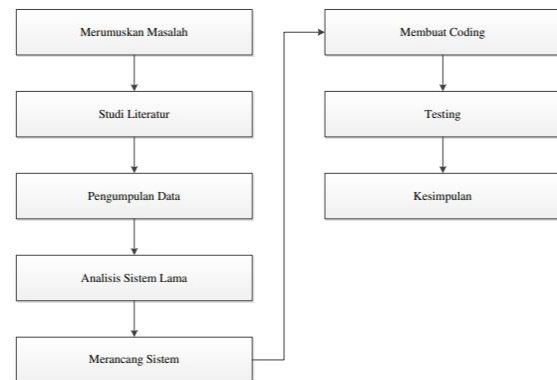 Merumuskan Masalah
Studi Literatur
Pengumpulan Data
Analisis Sistem Lama
Merancang Sistem
Membuat Coding
Testing
Kesimpulan